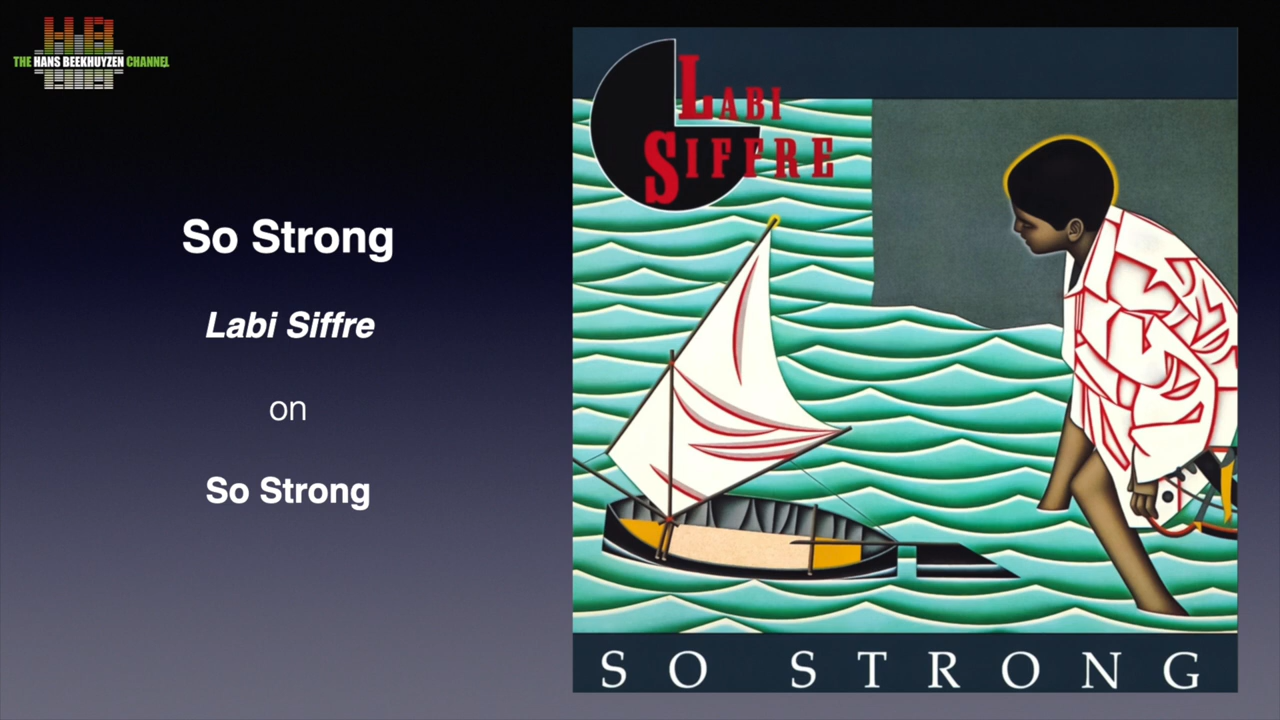 THE HANS BEEKHUYZEN CHANNEL
So Strong
Labi Siffre
on
So Strong
LABI
SIFFRE
SO STRONG